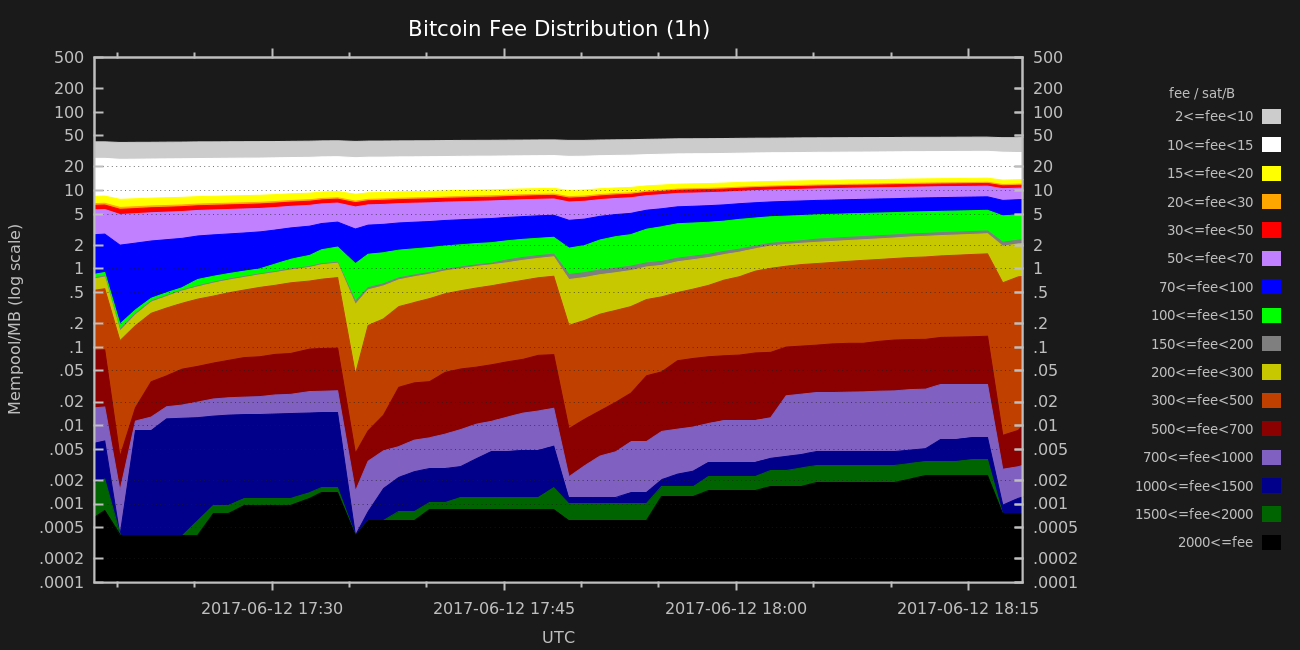 Bitcoin Fee Distribution (1h)
500 500
200 200
100 100
50 50
20 20
10 10
5 5
2 2
1 1
.5 .5
.2 .2
.1 .1
.05 .05
.02 .02
.01 .01
.005 .005
.002 .002
.001 .001
.0005 .0005
.0002 .0002
.0001 .0001
Mempool/MB (log scale)
2017-06-12 17:30 2017-06-12 17:45 2017-06-12 18:00 2017-06-12 18:15
UTC
fee / sat/B
2<=fee<10
10<=fee<15
15<=fee<20
20<=fee<30
30<=fee<50
50<=fee<70
70<=fee<100
100<=fee<150
150<=fee<200
200<=fee<300
300<=fee<500
500<=fee<700
700<=fee<1000
1000<=fee<1500
1500<=fee<2000
2000<=fee